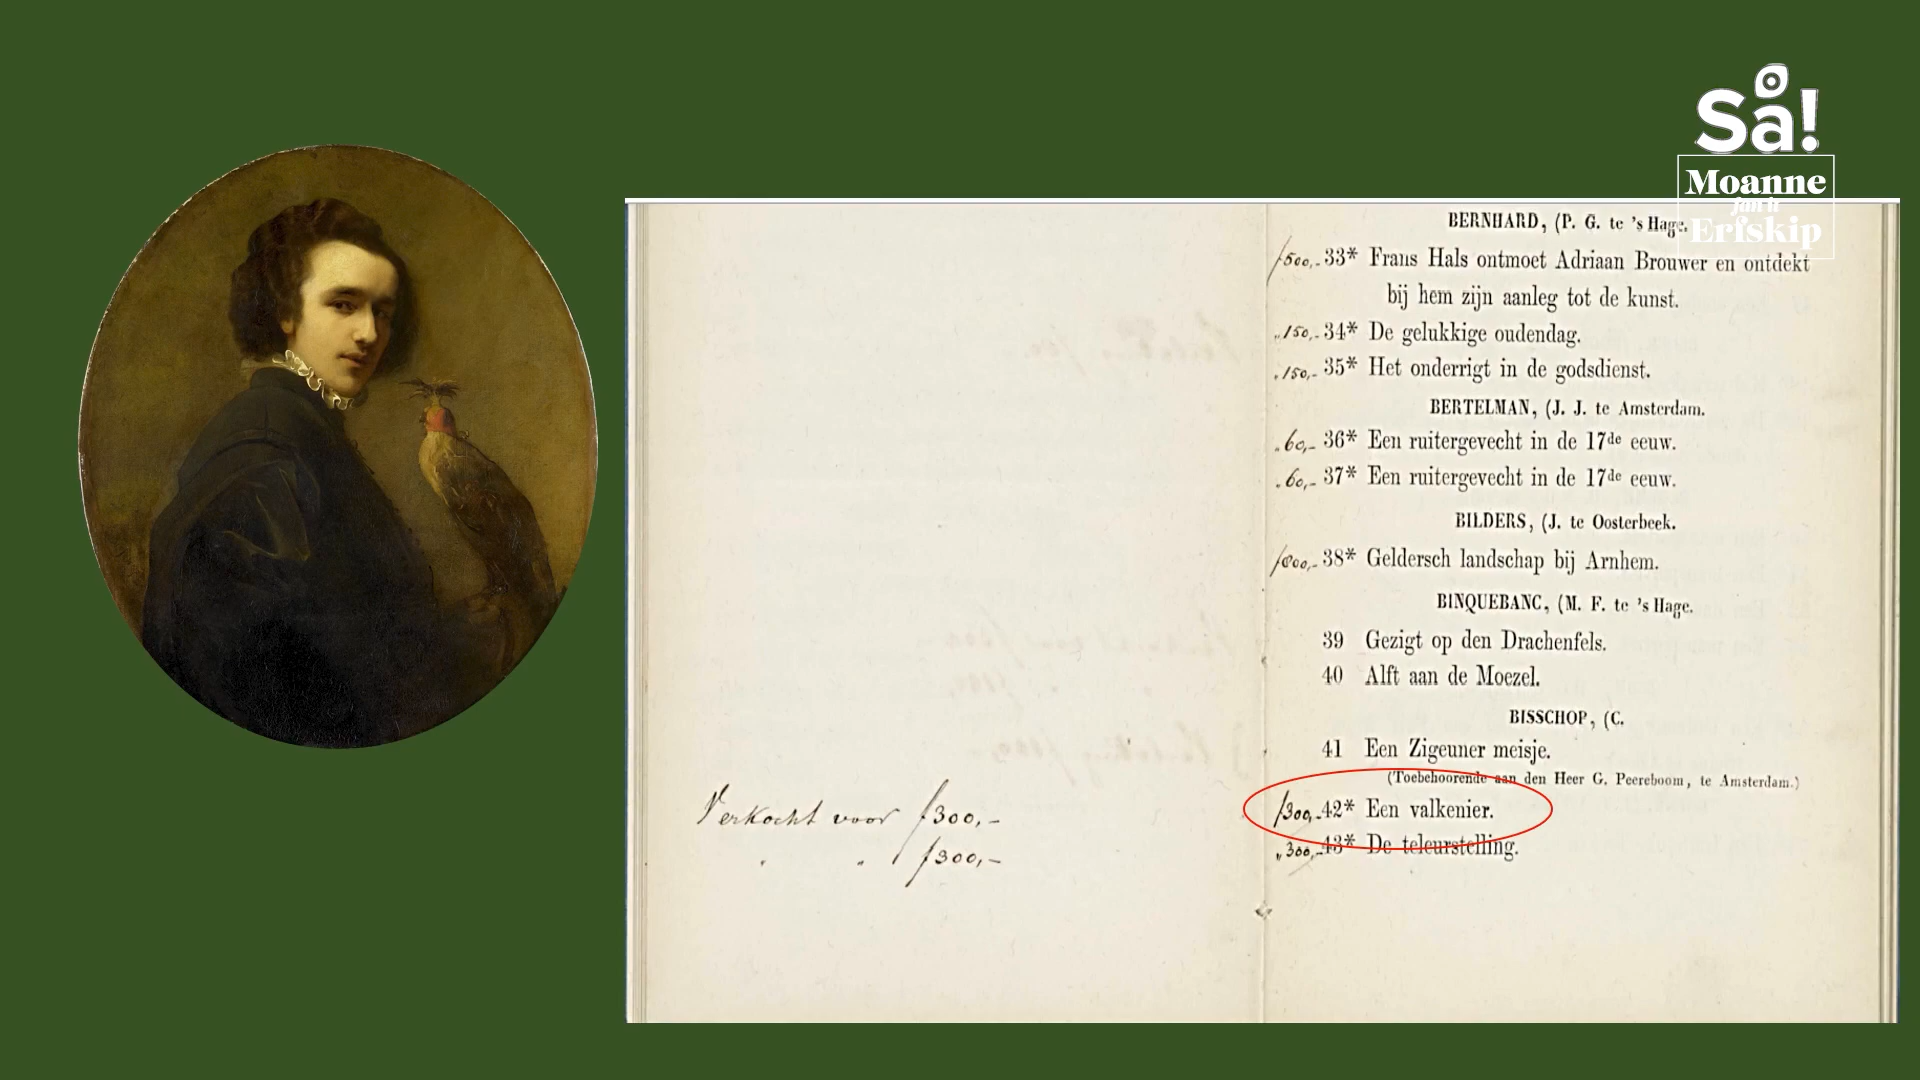 Så!
Moanne
fan it
Erfskip
BERNHARD, (P. G. te 's Hage.
ƒ500,- 33* Frans Hals ontmoet Adriaan Brouwer en ontdekt
bij hem zijn aanleg tot de kunst.
„150,- 34* De gelukkige oudendag.
„150,- 35* Het onderrigt in de godsdienst.
BERTELMAN, (J. J. te Amsterdam.
„60,- 36* Een ruitergevecht in de 17de eeuw.
„60,- 37* Een ruitergevecht in de 17de eeuw.
BILDERS, (J. te Oosterbeek.
38* Geldersch landschap bij Arnhem.
BINQUEBANC, (M. F. te 's Hage.
39 Gezigt op den Drachenfels.
40 Alft aan de Moezel.
BISSCHOP, (C.
41 Een Zigeuner meisje.
(Toebehoorende aan den Heer G. Peereboom, te Amsterdam.)
ƒ300,- 42* Een valkenier.
„300,- 43* De teleurstelling.
Verkocht voor ƒ300,-
„ „ ƒ300,-